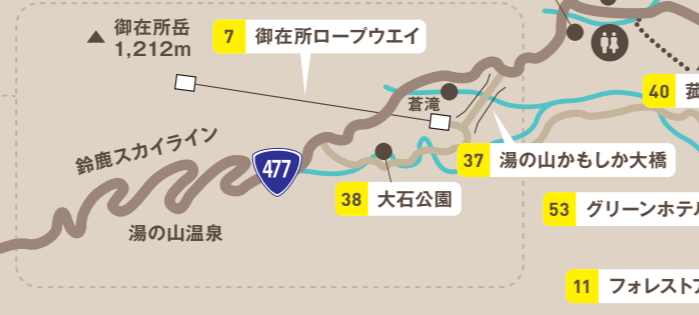 御在所岳
1,212m
7 御在所ロープウエイ
40 菰
蒼滝
鈴鹿スカイライン
477
37 湯の山かもしか大橋
38 大石公園
53 グリーンホテル
湯の山温泉
11 フォレスト